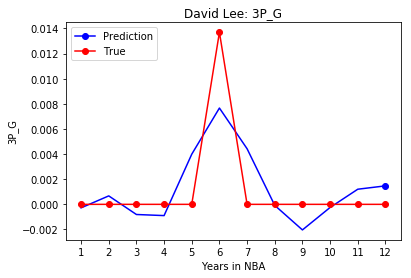 David Lee: 3P_G
Prediction
True
0.014
0.012
0.010
0.008
0.006
0.004
0.002
0.000
−0.002
3P_G
1 2 3 4 5 6 7 8 9 10 11 12
Years in NBA